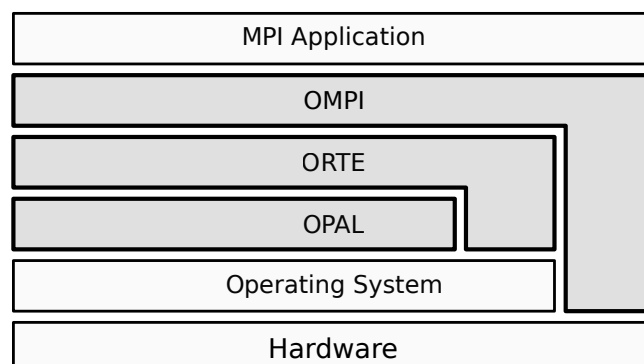 MPI Application
OMPI
ORTE
OPAL
Operating System
Hardware